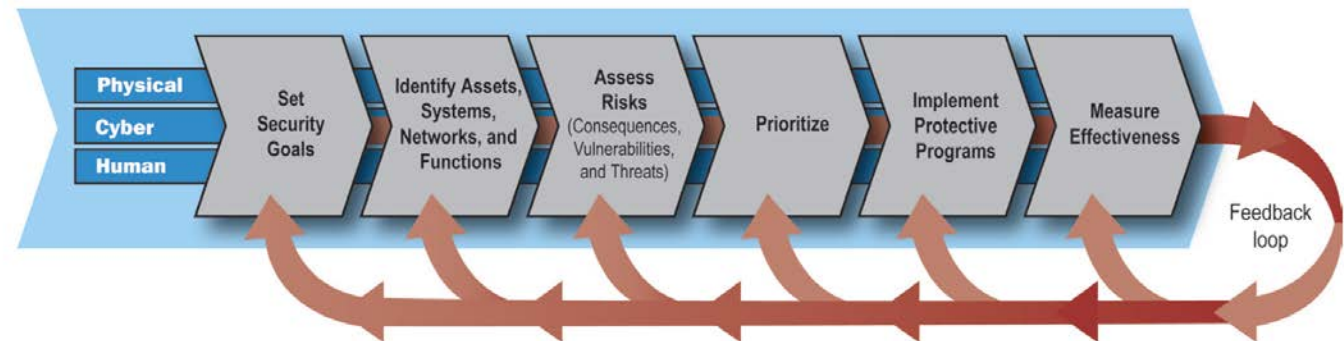 Physical
Cyber
Human
Set
Security
Goals
Identify Assets,
Systems,
Networks, and
Functions
Assess
Risks
(Consequences,
Vulnerabilities,
and Threats)
Prioritize
Implement
Protective
Programs
Measure
Effectiveness
Feedback
loop